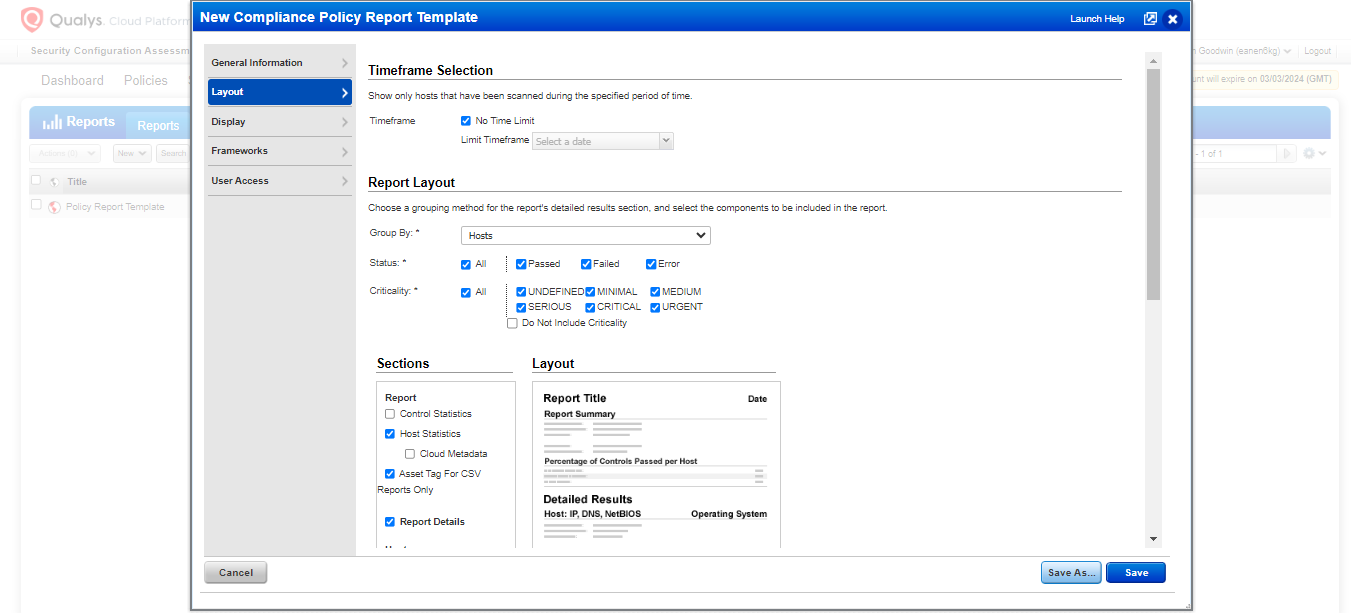 New Compliance Policy Report Template
Launch Help
Qualys. Cloud Platform
Security Configuration Assessm
n Goodwin (eanen6kg)
Logout
Dashboard Policies
unt will expire on 03/03/2024 (GMT)
Reports
Reports
Actions (0)
New
Search
- 1 of 1
Title
Policy Report Template
General Information
Layout
Display
Frameworks
User Access
Timeframe Selection
Show only hosts that have been scanned during the specified period of time.
Timeframe
No Time Limit
Limit Timeframe
Select a date
Report Layout
Choose a grouping method for the report's detailed results section, and select the components to be included in the report.
Group By: *
Hosts
Status: *
All
Passed
Failed
Error
Criticality: *
All
UNDEFINED
MINIMAL
MEDIUM
SERIOUS
CRITICAL
URGENT
Do Not Include Criticality
Sections
Report
Control Statistics
Host Statistics
Cloud Metadata
Asset Tag For CSV
Reports Only
Report Details
Layout
Report Title
Date
Report Summary
Percentage of Controls Passed per Host
Detailed Results
Host: IP, DNS, NetBIOS
Operating System
Cancel
Save As...
Save